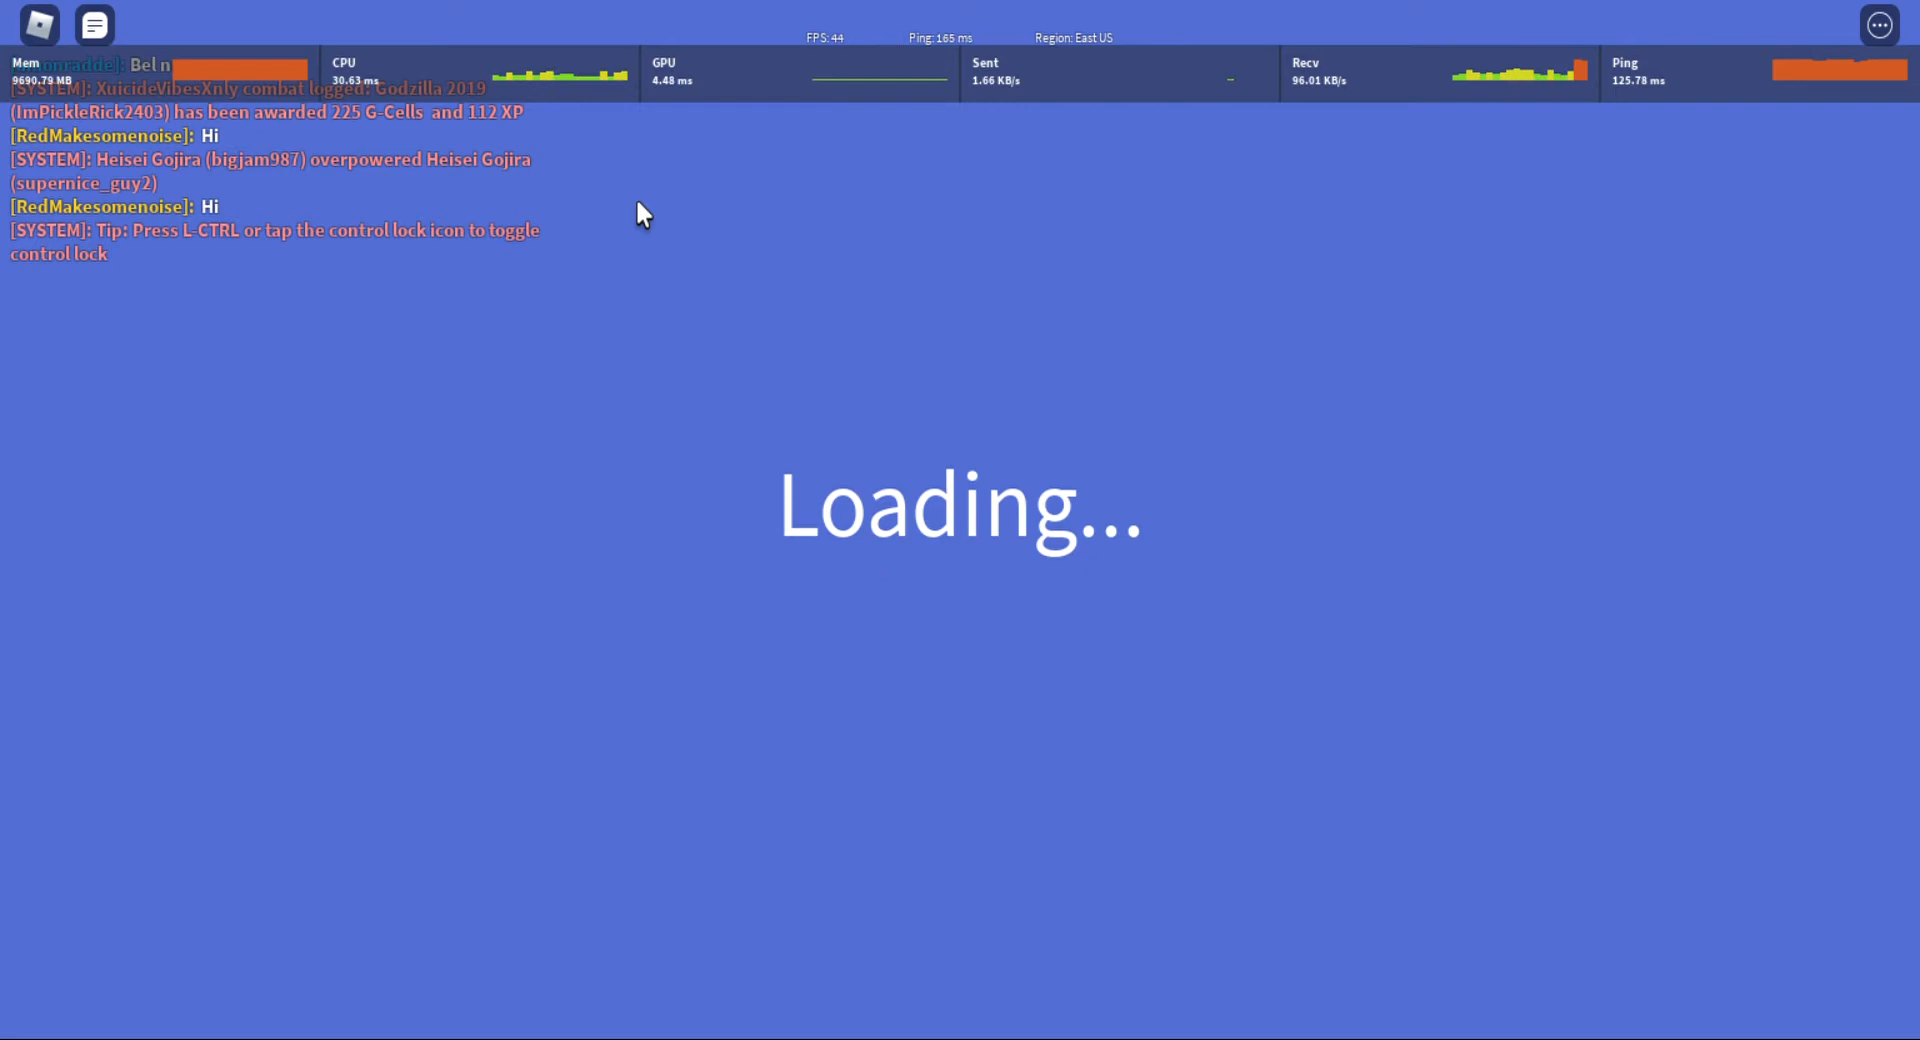 FPS: 44 Ping: 165 ms Region: East US
Mem CPU GPU Sent Recv Ping
9690.79 MB 30.63 ms 4.48 ms 1.66 KB/s 96.01 KB/s 125.78 ms
Bel n
[SYSTEM]: XuicideVibesXnly combat logged: Godzilla 2019
(ImPickleRick2403) has been awarded 225 G-Cells and 112 XP
[RedMakesomenoise]: Hi
[SYSTEM]: Heisei Gojira (bigjam987) overpowered Heisei Gojira
(supernice_guy2)
[RedMakesomenoise]: Hi
[SYSTEM]: Tip: Press L-CTRL or tap the control lock icon to toggle
control lock
Loading...